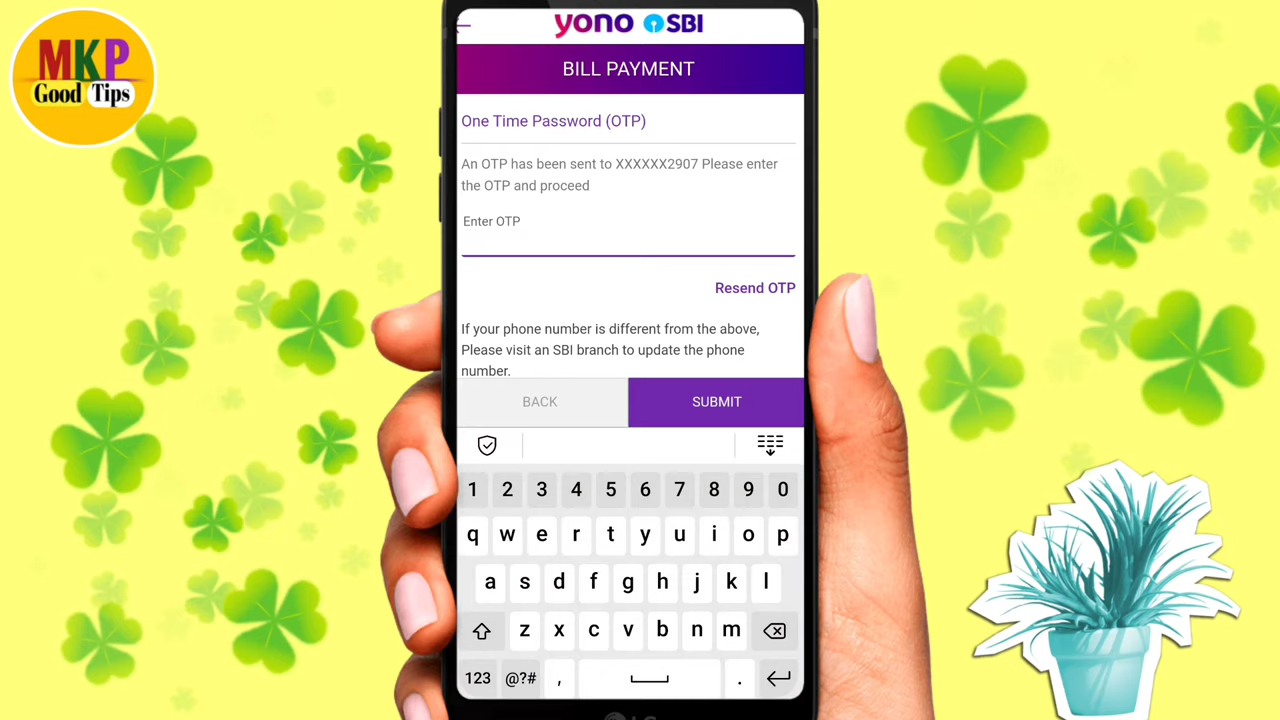 MKP
Good Tips
yono SBI
BILL PAYMENT
One Time Password (OTP)
An OTP has been sent to XXXXXX2907 Please enter
the OTP and proceed
Enter OTP
Resend OTP
If your phone number is different from the above,
Please visit an SBI branch to update the phone
number.
BACK SUBMIT
1 2 3 4 5 6 7 8 9 0
q w e r t y u i o p
a s d f g h j k l
z x c v b n m
123 @?# , .
LG